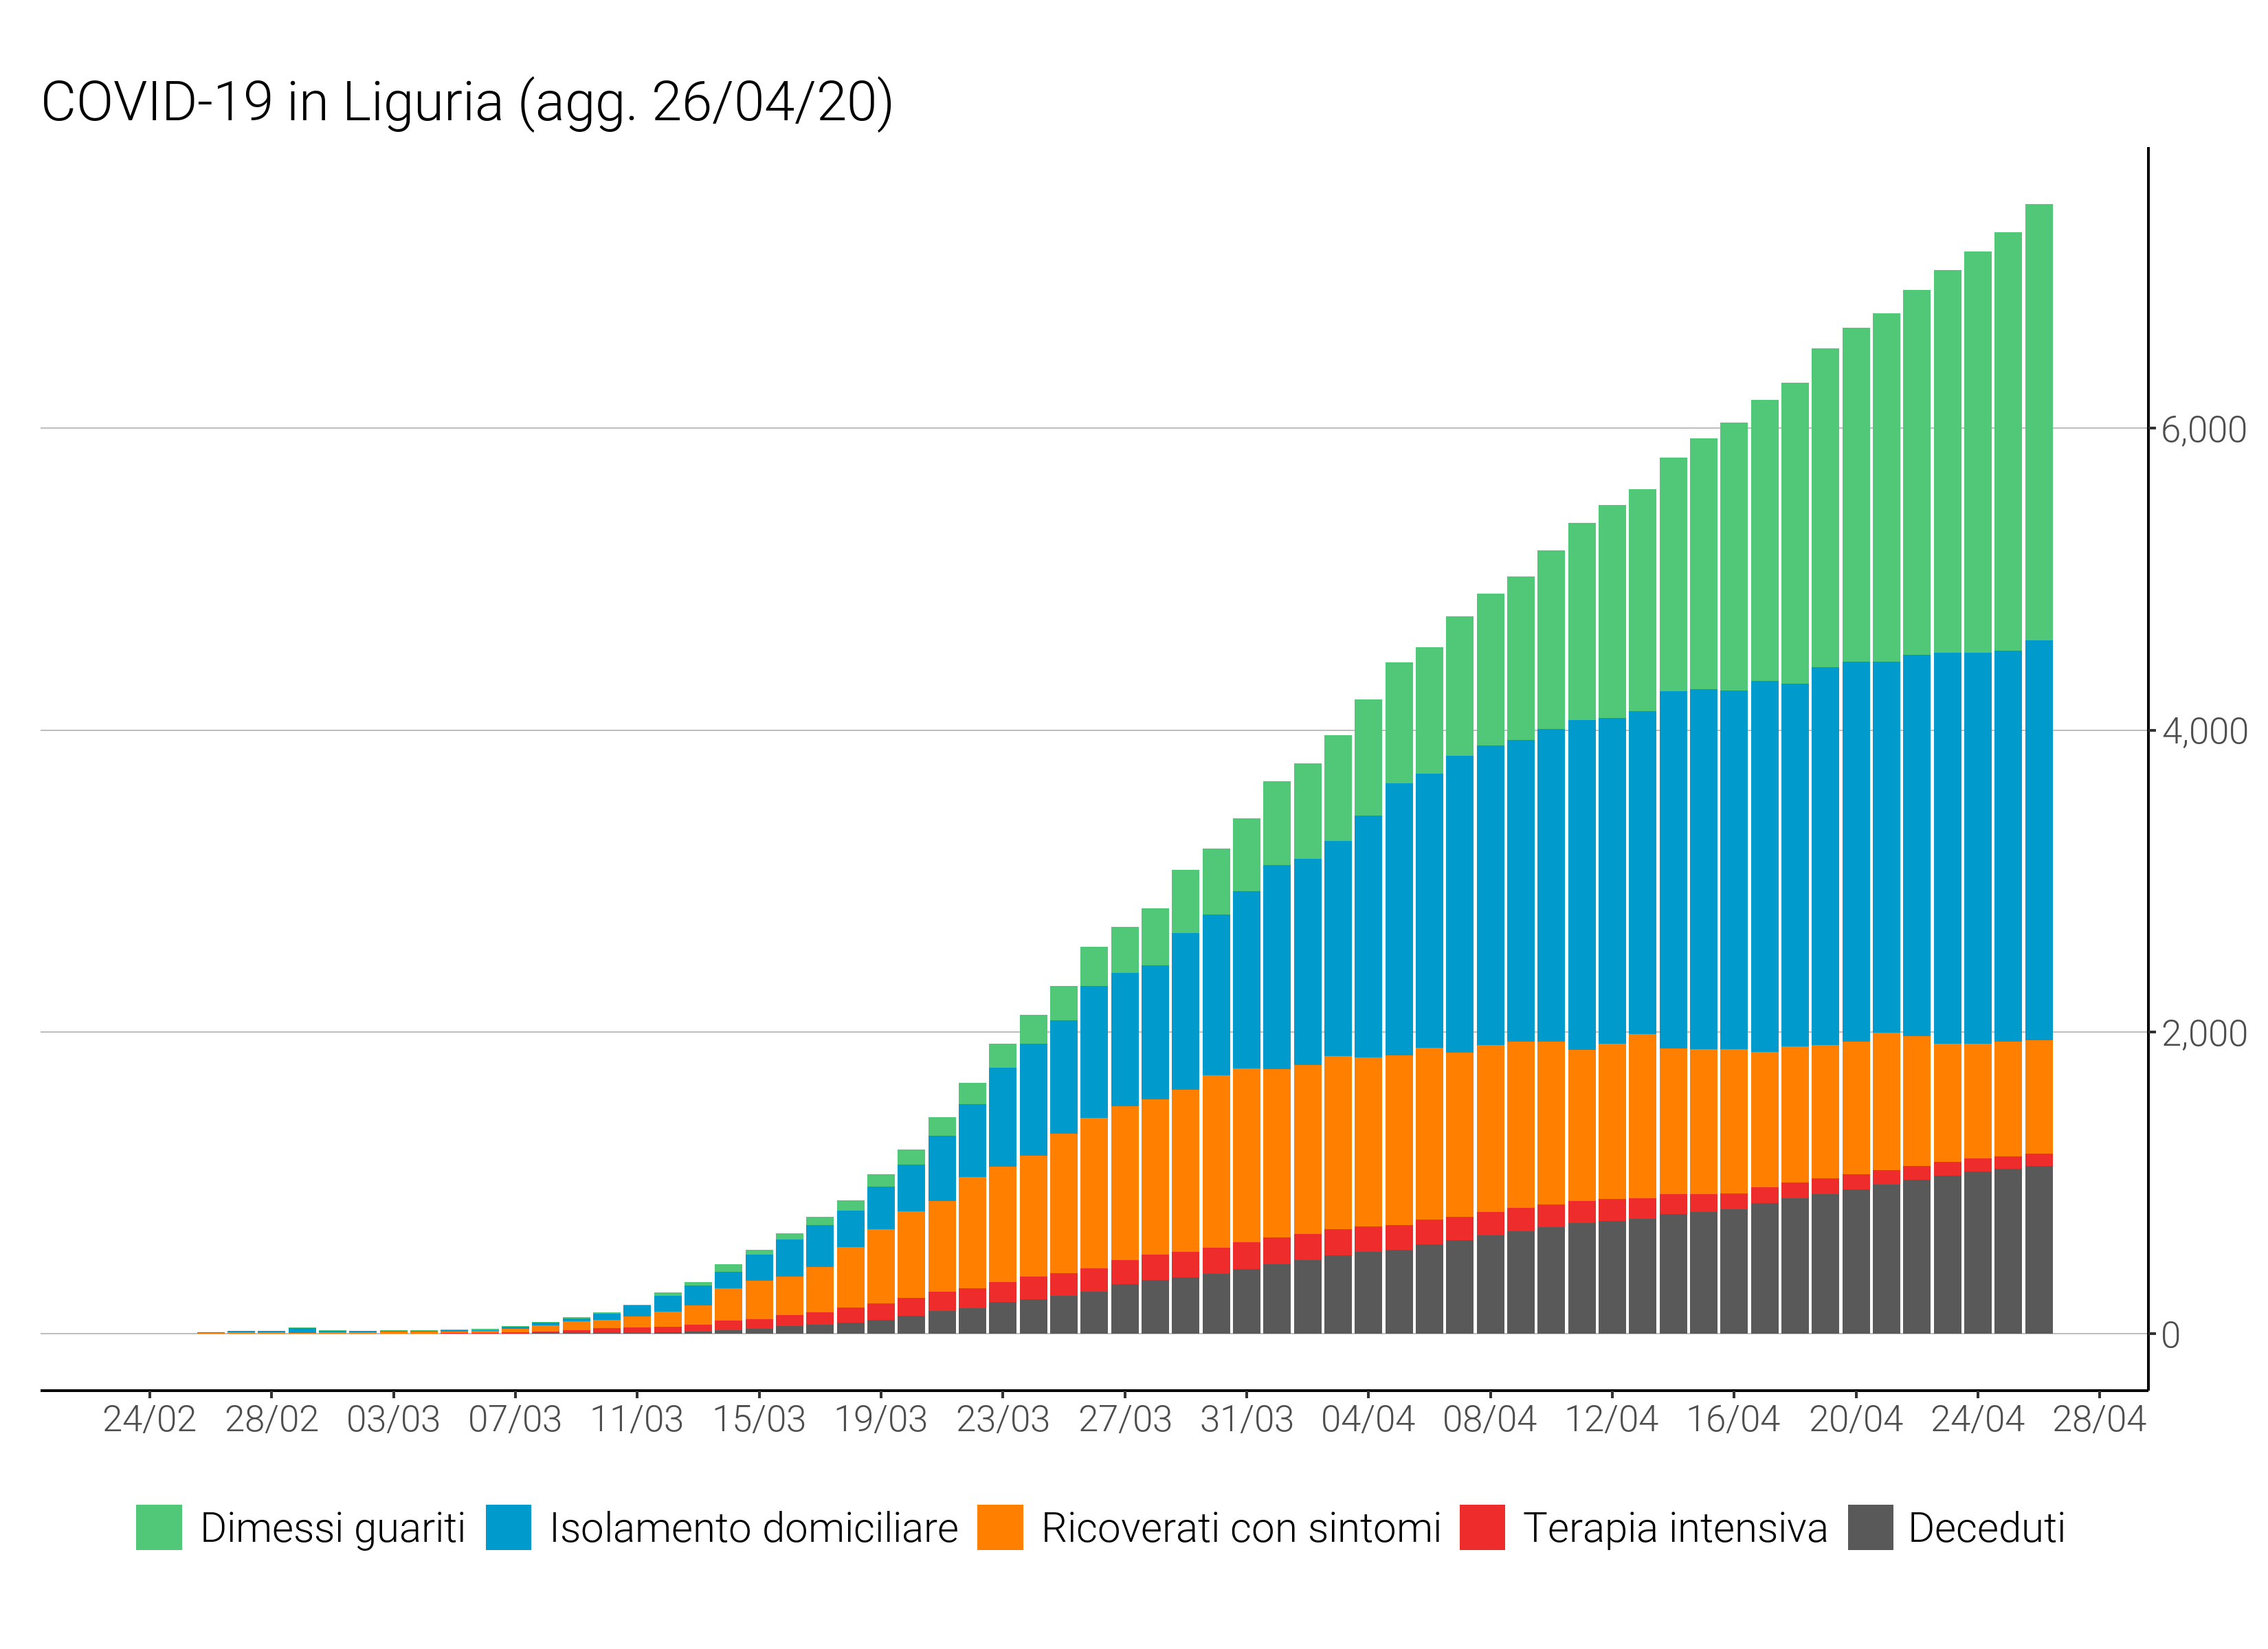 COVID-19 in Liguria (agg. 26/04/20)
6,000
4,000
2,000
0
24/02 28/02 03/03 07/03 11/03 15/03 19/03 23/03 27/03 31/03 04/04 08/04 12/04 16/04 20/04 24/04 28/04
Dimessi guariti Isolamento domiciliare Ricoverati con sintomi Terapia intensiva Deceduti